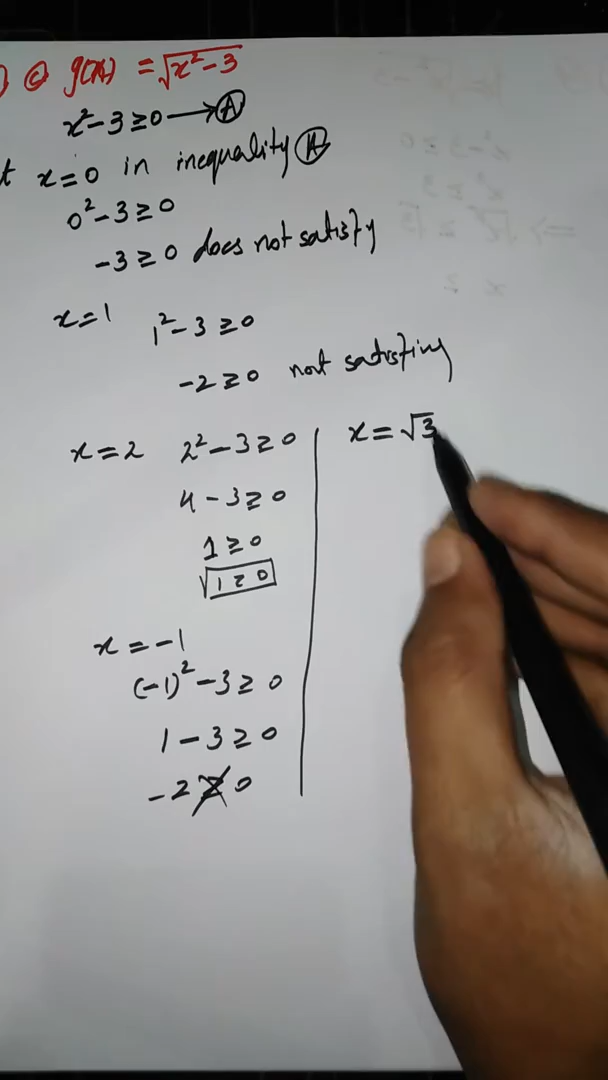 ) ⓒ g(x) = √x²-3
x²-3 ≥ 0 → Ⓐ
t x=0 in inequality Ⓐ
0²-3 ≥ 0
-3 ≥ 0 does not satisfy
x=1 1²-3 ≥ 0
-2 ≥ 0 not satisfing
x=2 2²-3 ≥ 0
4-3 ≥ 0
1 ≥ 0
√1 ≥ 0
x=-1
(-1)²-3 ≥ 0
1-3 ≥ 0
-2 ≥ 0
x=√3